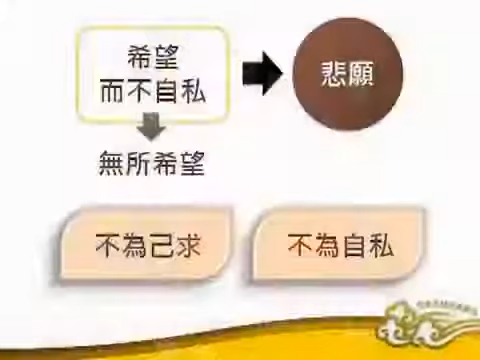 希望
而不自私
悲願
無所希望
不為己求
不為自私